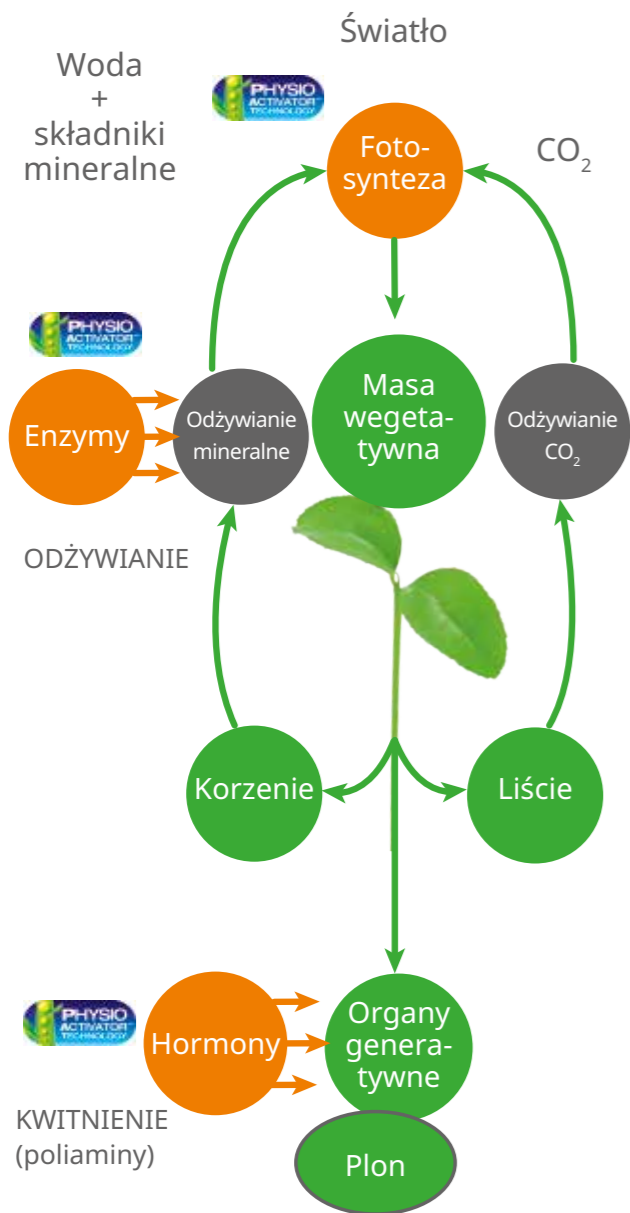 Światło
Woda
+
składniki
mineralne
PHYSIO
ACTIVATOR
TECHNOLOGY
Foto-
synteza
CO₂
PHYSIO
ACTIVATOR
TECHNOLOGY
Enzymy
Odżywianie
mineralne
Masa
wegeta-
tywna
Odżywianie
CO₂
ODŻYWIANIE
Korzenie
Liście
PHYSIO
ACTIVATOR
TECHNOLOGY
Hormony
Organy
genera-
tywne
KWITNIENIE
(poliaminy)
Plon